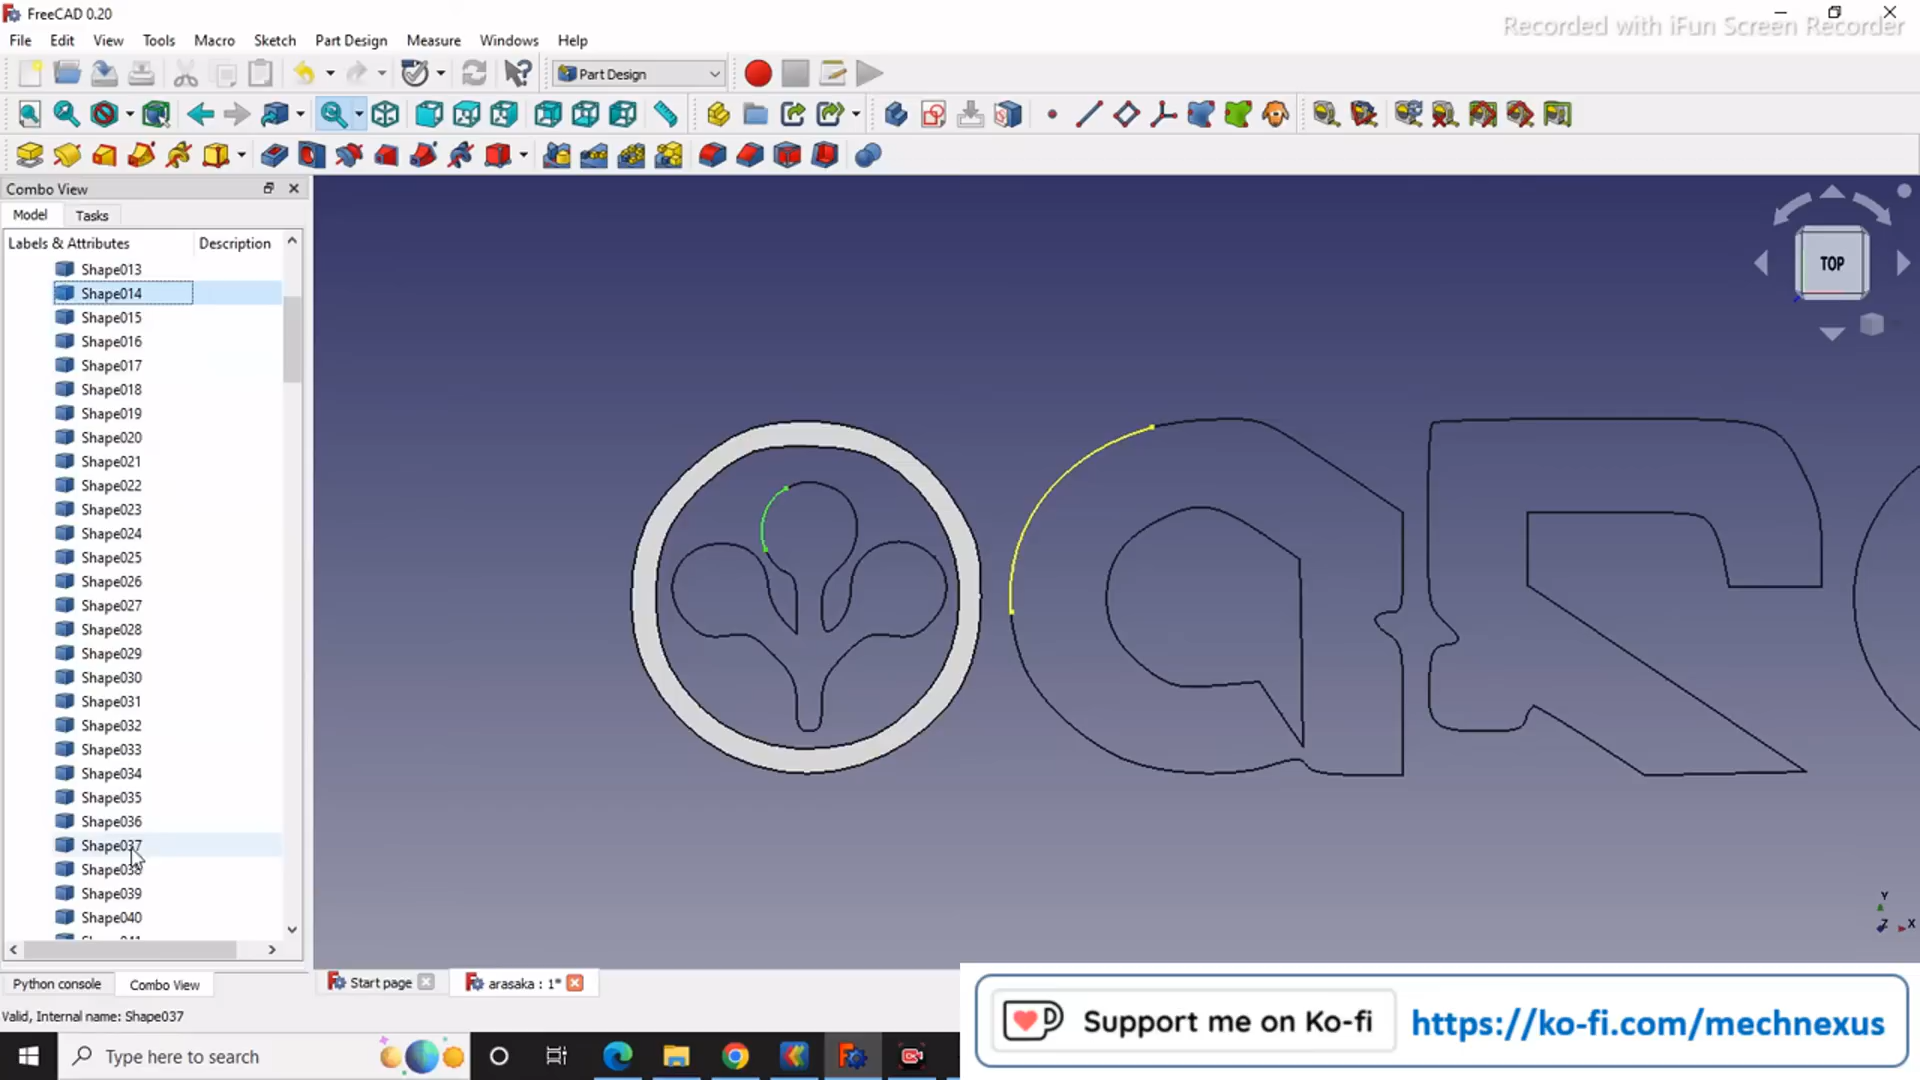 FreeCAD 0.20
Recorded with iFun Screen Recorder
File Edit View Tools Macro Sketch Part Design Measure Windows Help
Part Design
Combo View
Model Tasks
Labels & Attributes Description
Shape013
Shape014
Shape015
Shape016
Shape017
Shape018
Shape019
Shape020
Shape021
Shape022
Shape023
Shape024
Shape025
Shape026
Shape027
Shape028
Shape029
Shape030
Shape031
Shape032
Shape033
Shape034
Shape035
Shape036
Shape037
Shape038
Shape039
Shape040
TOP
Y
Z X
Python console Combo View
Start page arasaka : 1*
Valid, Internal name: Shape037
Support me on Ko-fi https://ko-fi.com/mechnexus
Type here to search